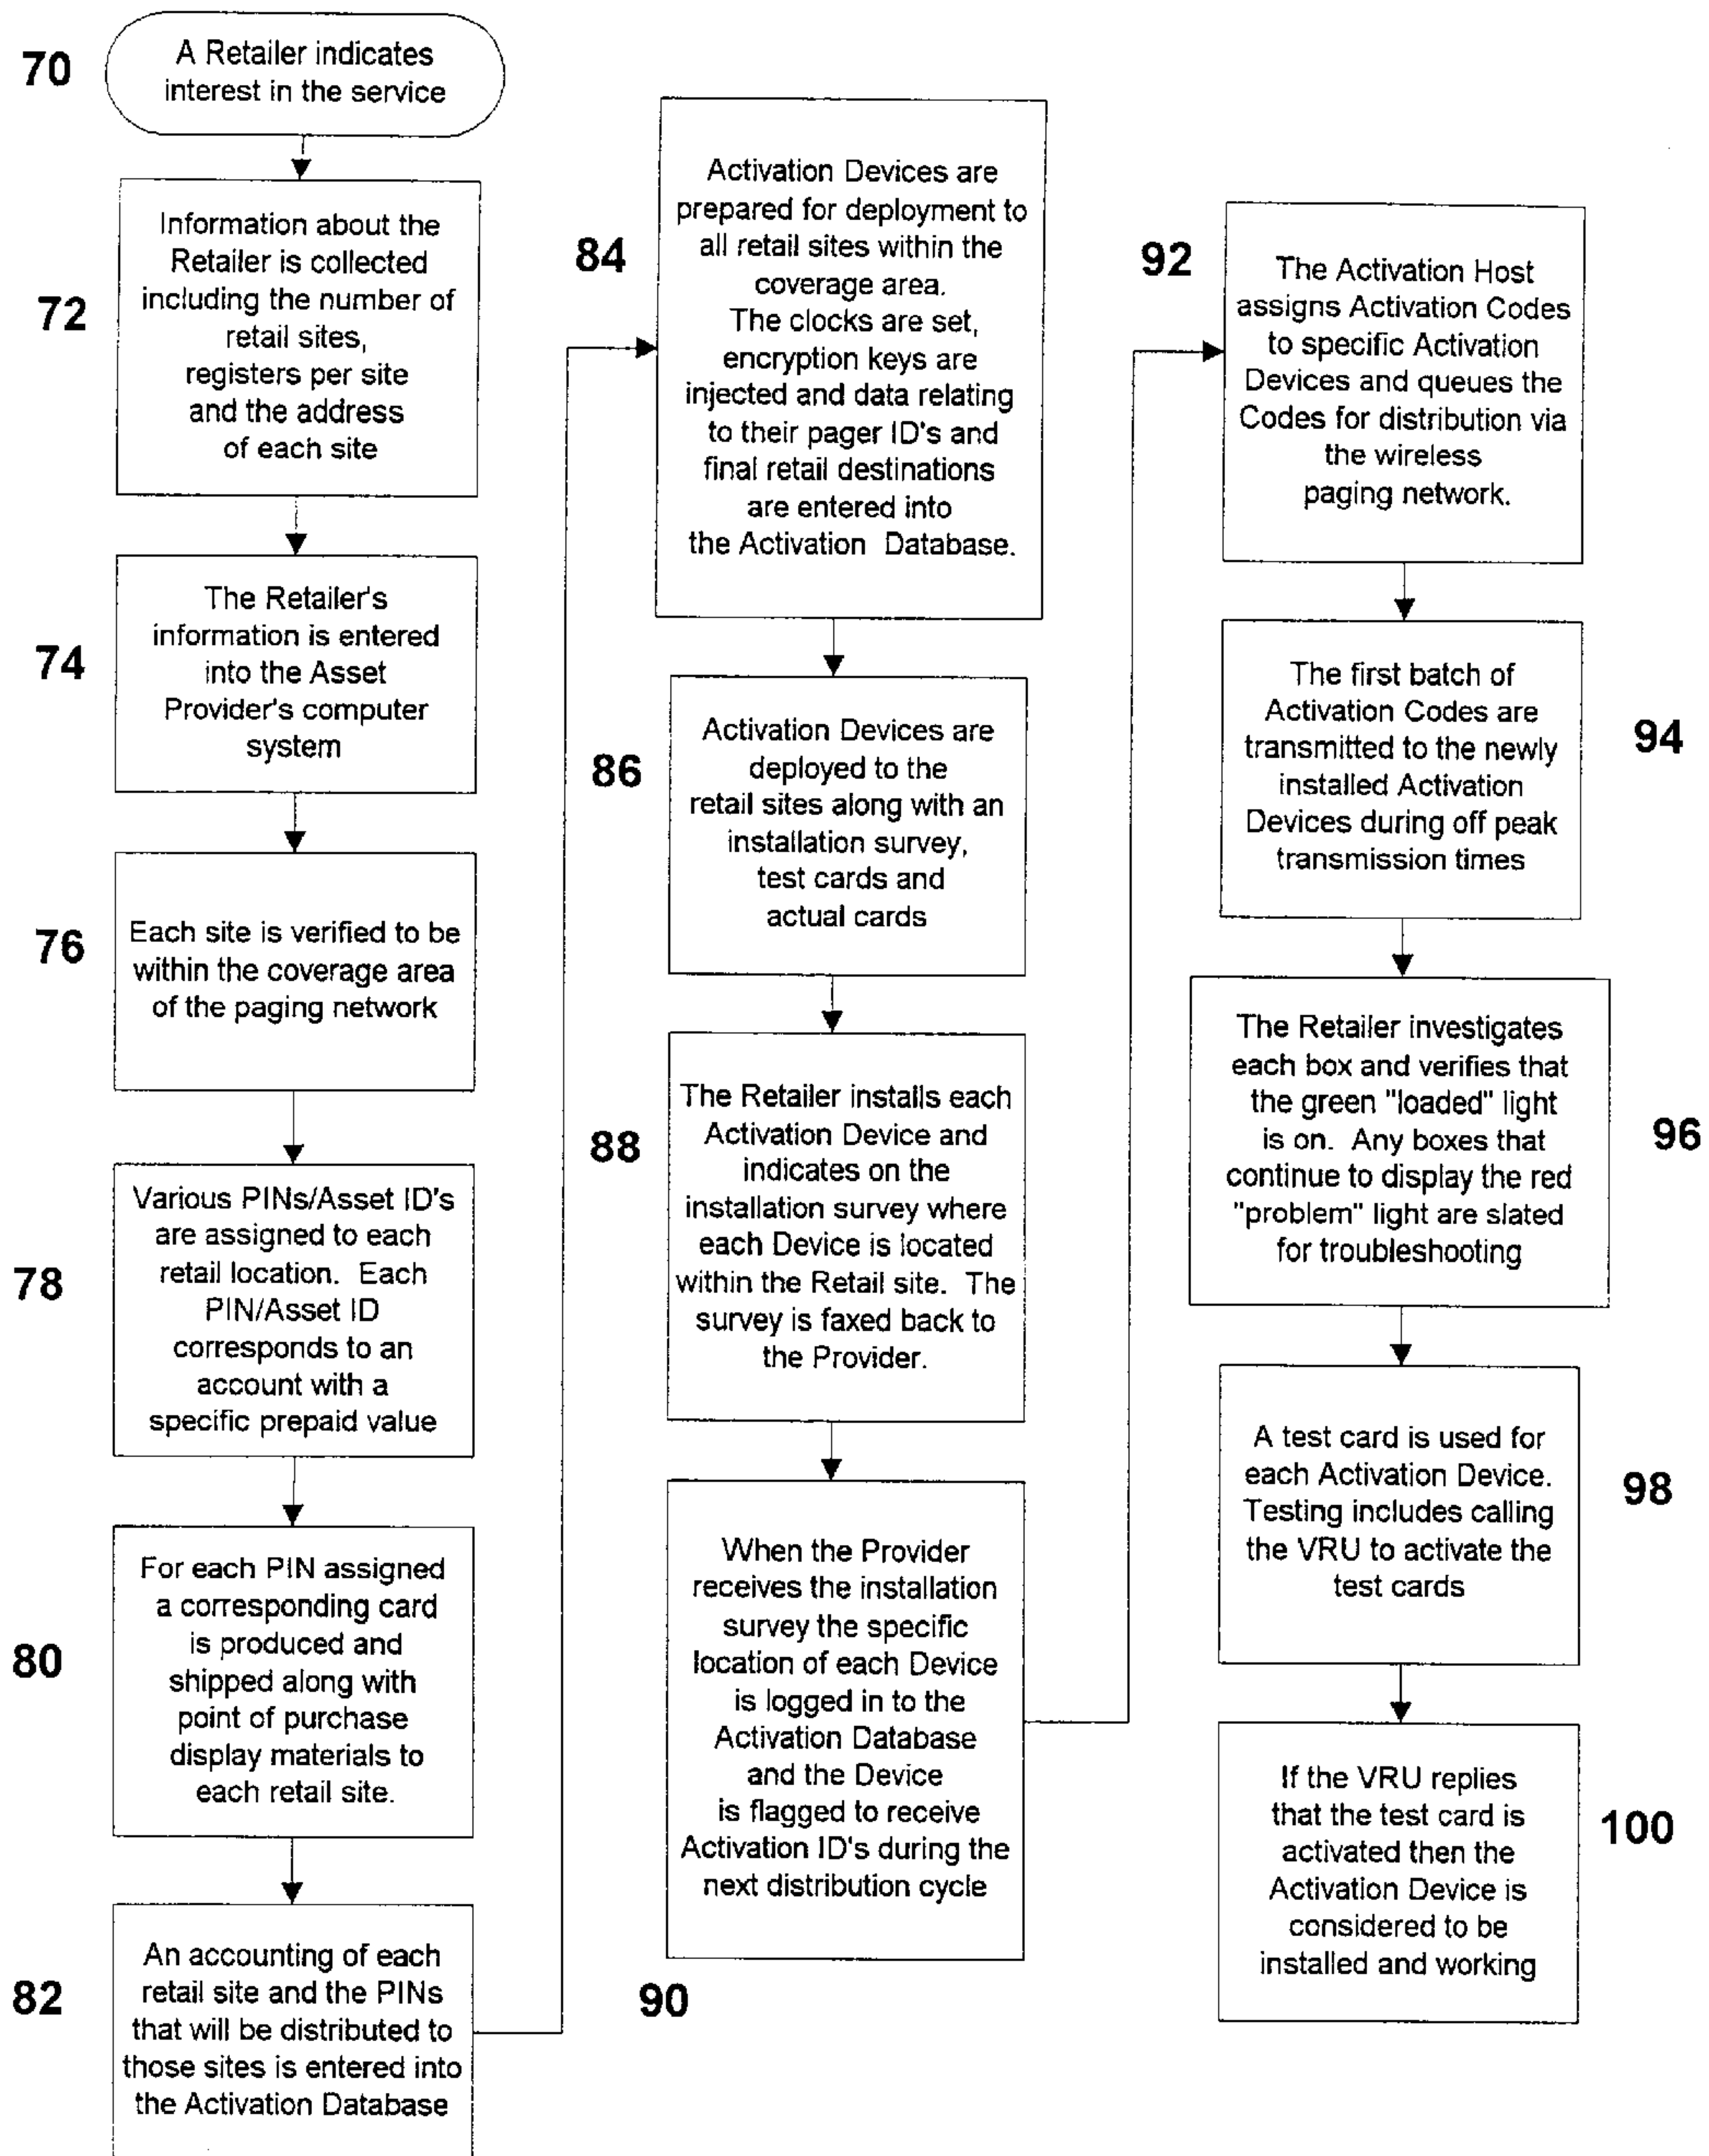 70
A Retailer indicates
interest in the service
72
Information about the
Retailer is collected
including the number of
retail sites,
registers per site
and the address
of each site
74
The Retailer's
information is entered
into the Asset
Provider's computer
system
76
Each site is verified to be
within the coverage area
of the paging network
78
Various PINs/Asset ID's
are assigned to each
retail location. Each
PIN/Asset ID
corresponds to an
account with a
specific prepaid value
80
For each PIN assigned
a corresponding card
is produced and
shipped along with
point of purchase
display materials to
each retail site.
82
An accounting of each
retail site and the PINs
that will be distributed to
those sites is entered into
the Activation Database
84
Activation Devices are
prepared for deployment to
all retail sites within the
coverage area.
The clocks are set,
encryption keys are
injected and data relating
to their pager ID's and
final retail destinations
are entered into
the Activation Database.
86
Activation Devices are
deployed to the
retail sites along with an
installation survey,
test cards and
actual cards
88
The Retailer installs each
Activation Device and
indicates on the
installation survey where
each Device is located
within the Retail site. The
survey is faxed back to
the Provider.
When the Provider
receives the installation
survey the specific
location of each Device
is logged in to the
Activation Database
and the Device
is flagged to receive
Activation ID's during the
next distribution cycle
90
92
The Activation Host
assigns Activation Codes
to specific Activation
Devices and queues the
Codes for distribution via
the wireless
paging network.
The first batch of
Activation Codes are
transmitted to the newly
installed Activation
Devices during off peak
transmission times
94
The Retailer investigates
each box and verifies that
the green "loaded" light
is on. Any boxes that
continue to display the red
"problem" light are slated
for troubleshooting
96
A test card is used for
each Activation Device.
Testing includes calling
the VRU to activate the
test cards
98
If the VRU replies
that the test card is
activated then the
Activation Device is
considered to be
installed and working
100